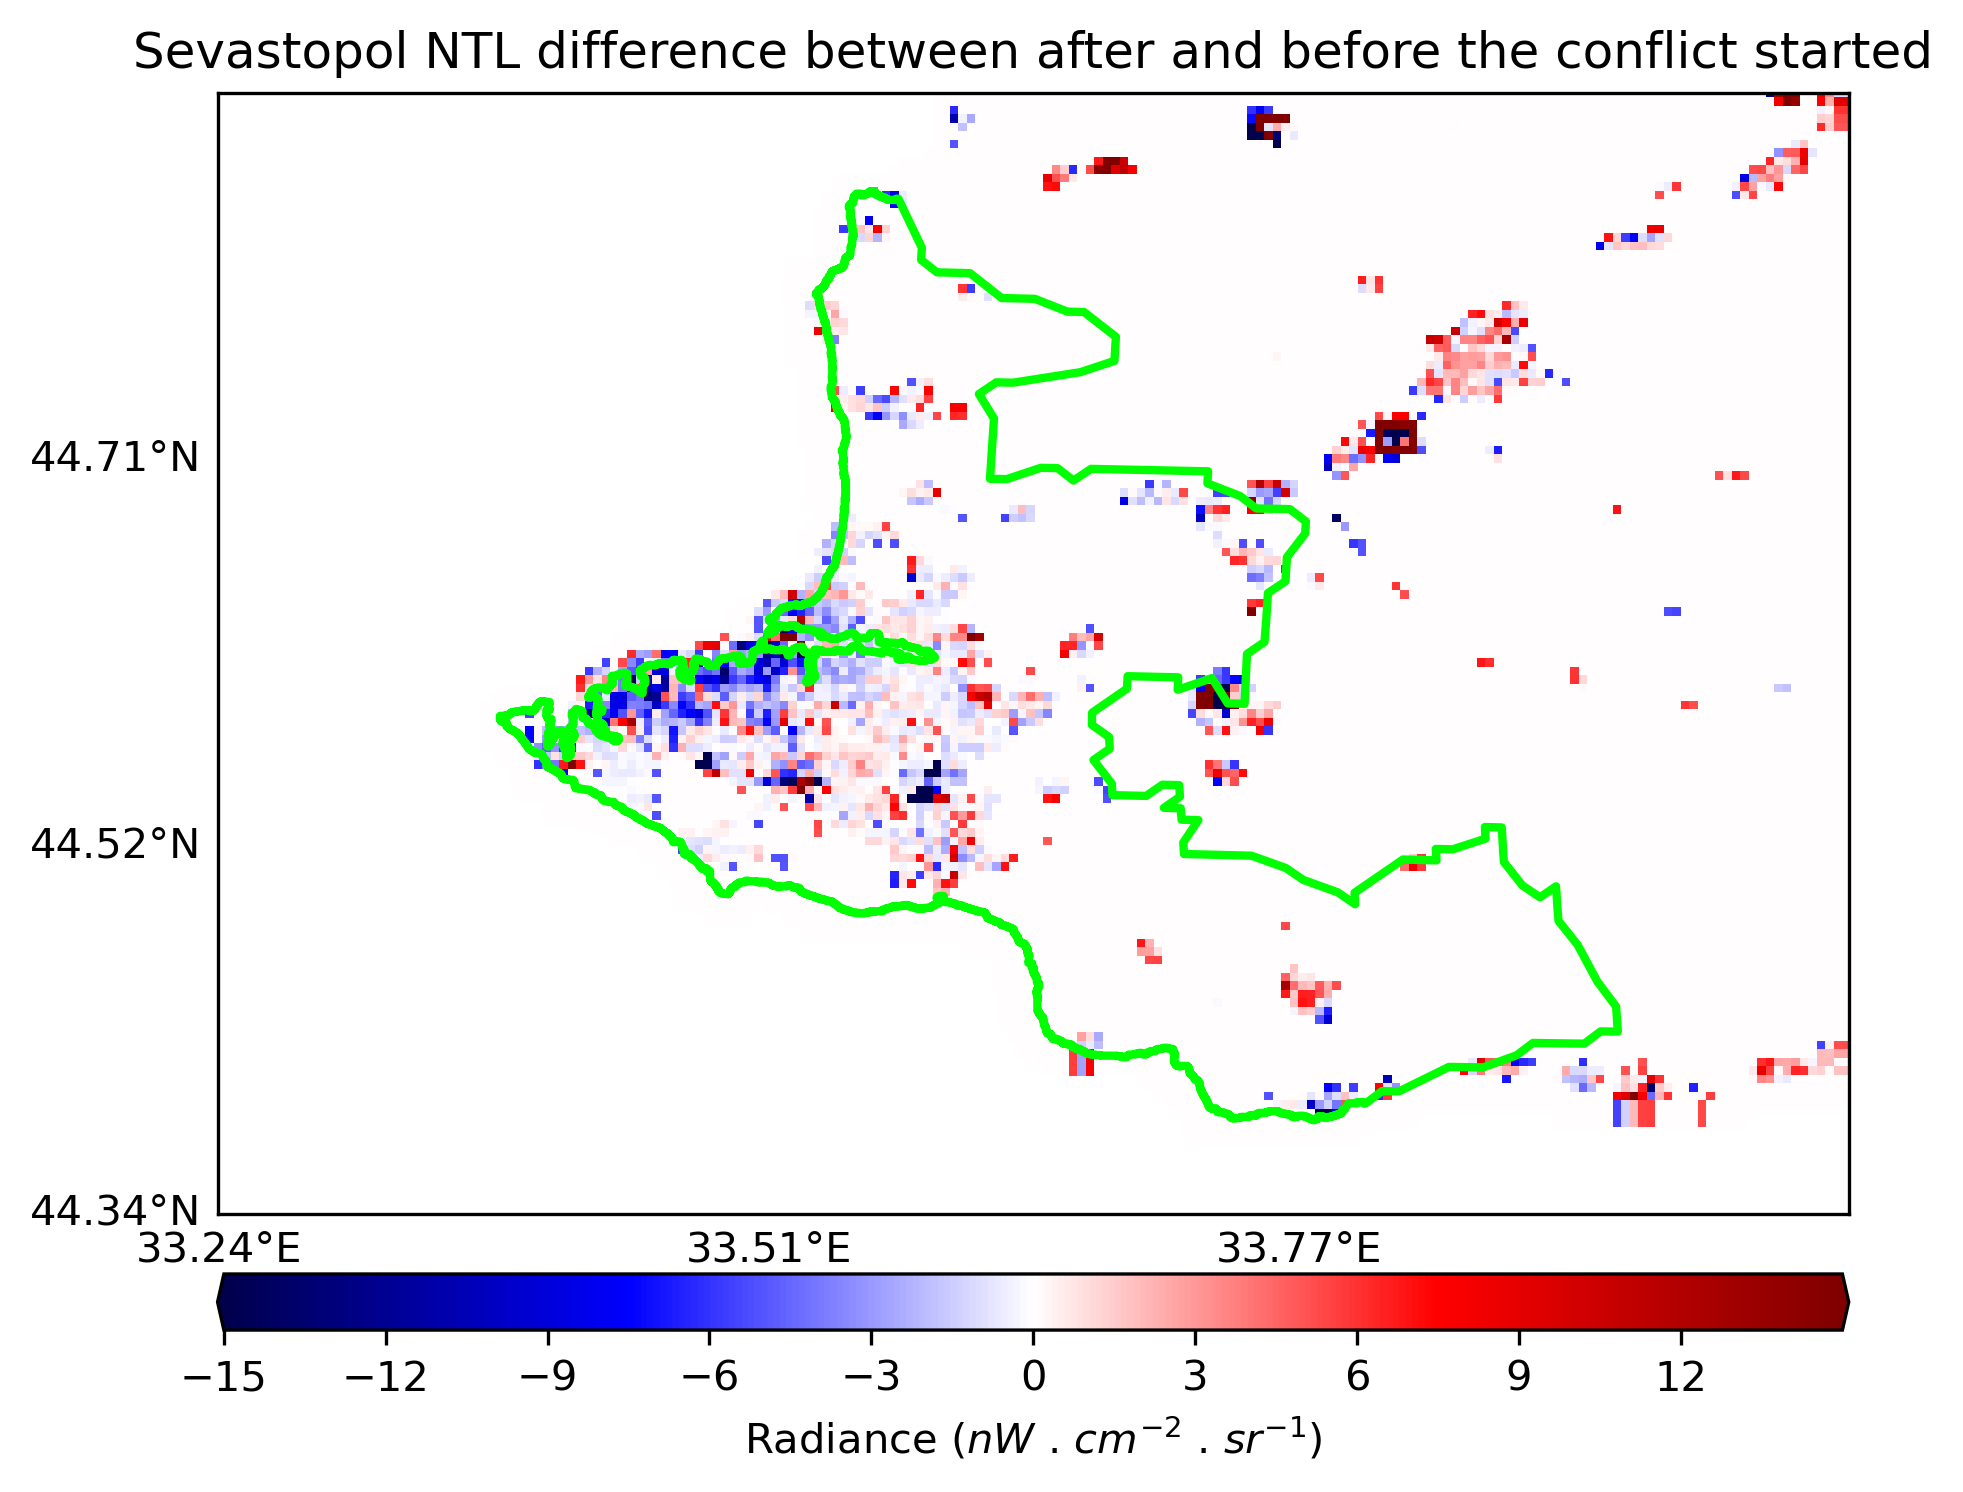 Sevastopol NTL difference between after and before the conflict started
44.71°N
44.52°N
44.34°N
33.24°E 33.51°E 33.77°E
−15 −12 −9 −6 −3 0 3 6 9 12
Radiance (nW . cm⁻² . sr⁻¹)